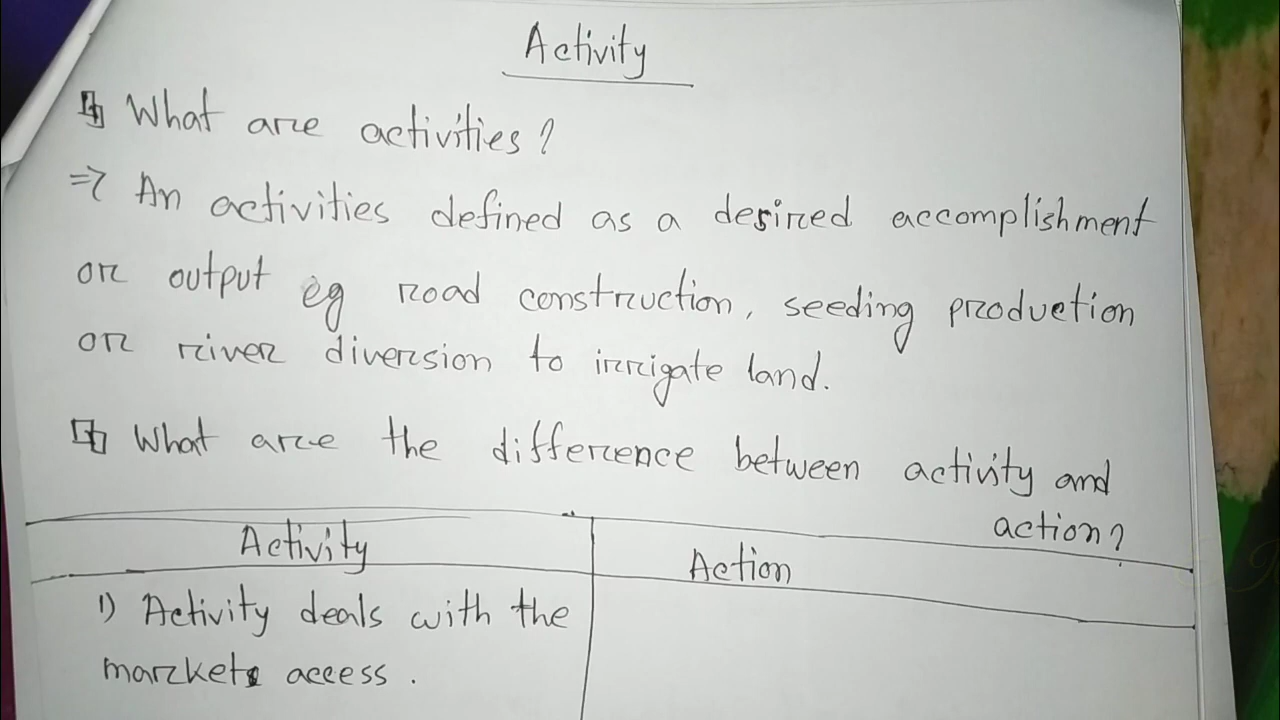 Activity
What are activities?
⇒ An activities defined as a desired accomplishment
or output eg road construction, seeding production
or river diversion to irrigate land.
What are the difference between activity and
action?
Activity
Action
1) Activity deals with the
markets access.